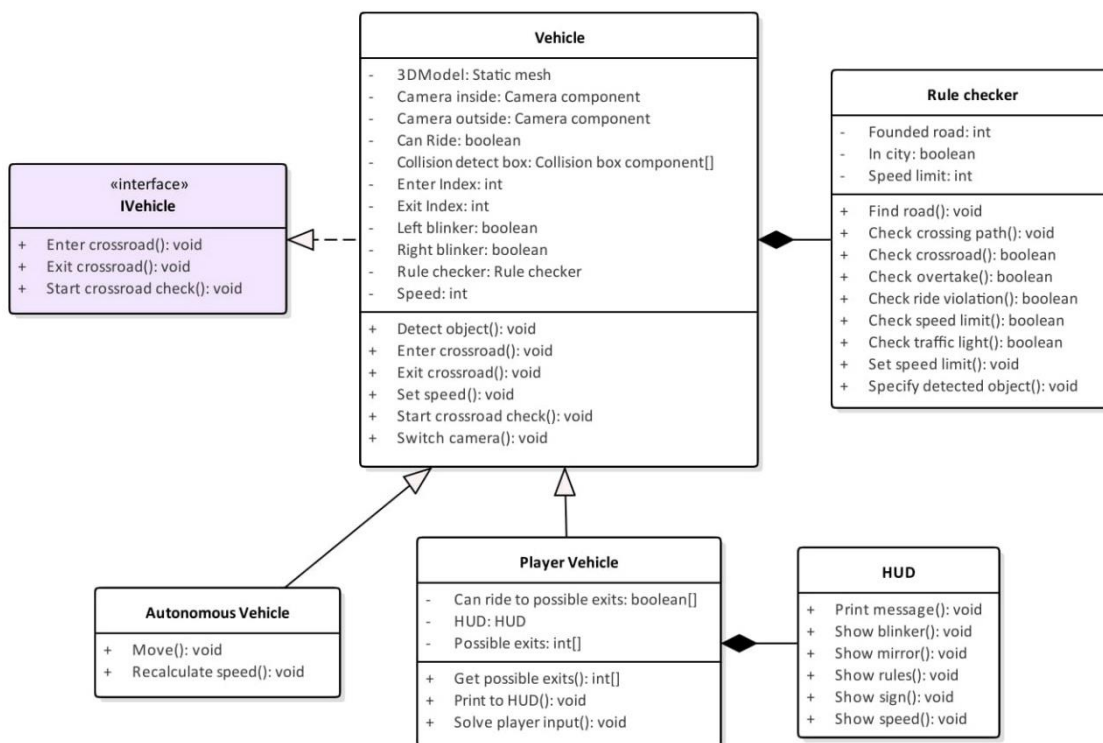 Vehicle
- 3DModel: Static mesh
- Camera inside: Camera component
- Camera outside: Camera component
- Can Ride: boolean
- Collision detect box: Collision box component[]
- Enter Index: int
- Exit Index: int
- Left blinker: boolean
- Right blinker: boolean
- Rule checker: Rule checker
- Speed: int
+ Detect object(): void
+ Enter crossroad(): void
+ Exit crossroad(): void
+ Set speed(): void
+ Start crossroad check(): void
+ Switch camera(): void
Rule checker
- Founded road: int
- In city: boolean
- Speed limit: int
+ Find road(): void
+ Check crossing path(): void
+ Check crossroad(): boolean
+ Check overtake(): boolean
+ Check ride violation(): boolean
+ Check speed limit(): boolean
+ Check traffic light(): boolean
+ Set speed limit(): void
+ Specify detected object(): void
«interface»
IVehicle
+ Enter crossroad(): void
+ Exit crossroad(): void
+ Start crossroad check(): void
Autonomous Vehicle
+ Move(): void
+ Recalculate speed(): void
Player Vehicle
- Can ride to possible exits: boolean[]
- HUD: HUD
- Possible exits: int[]
+ Get possible exits(): int[]
+ Print to HUD(): void
+ Solve player input(): void
HUD
+ Print message(): void
+ Show blinker(): void
+ Show mirror(): void
+ Show rules(): void
+ Show sign(): void
+ Show speed(): void